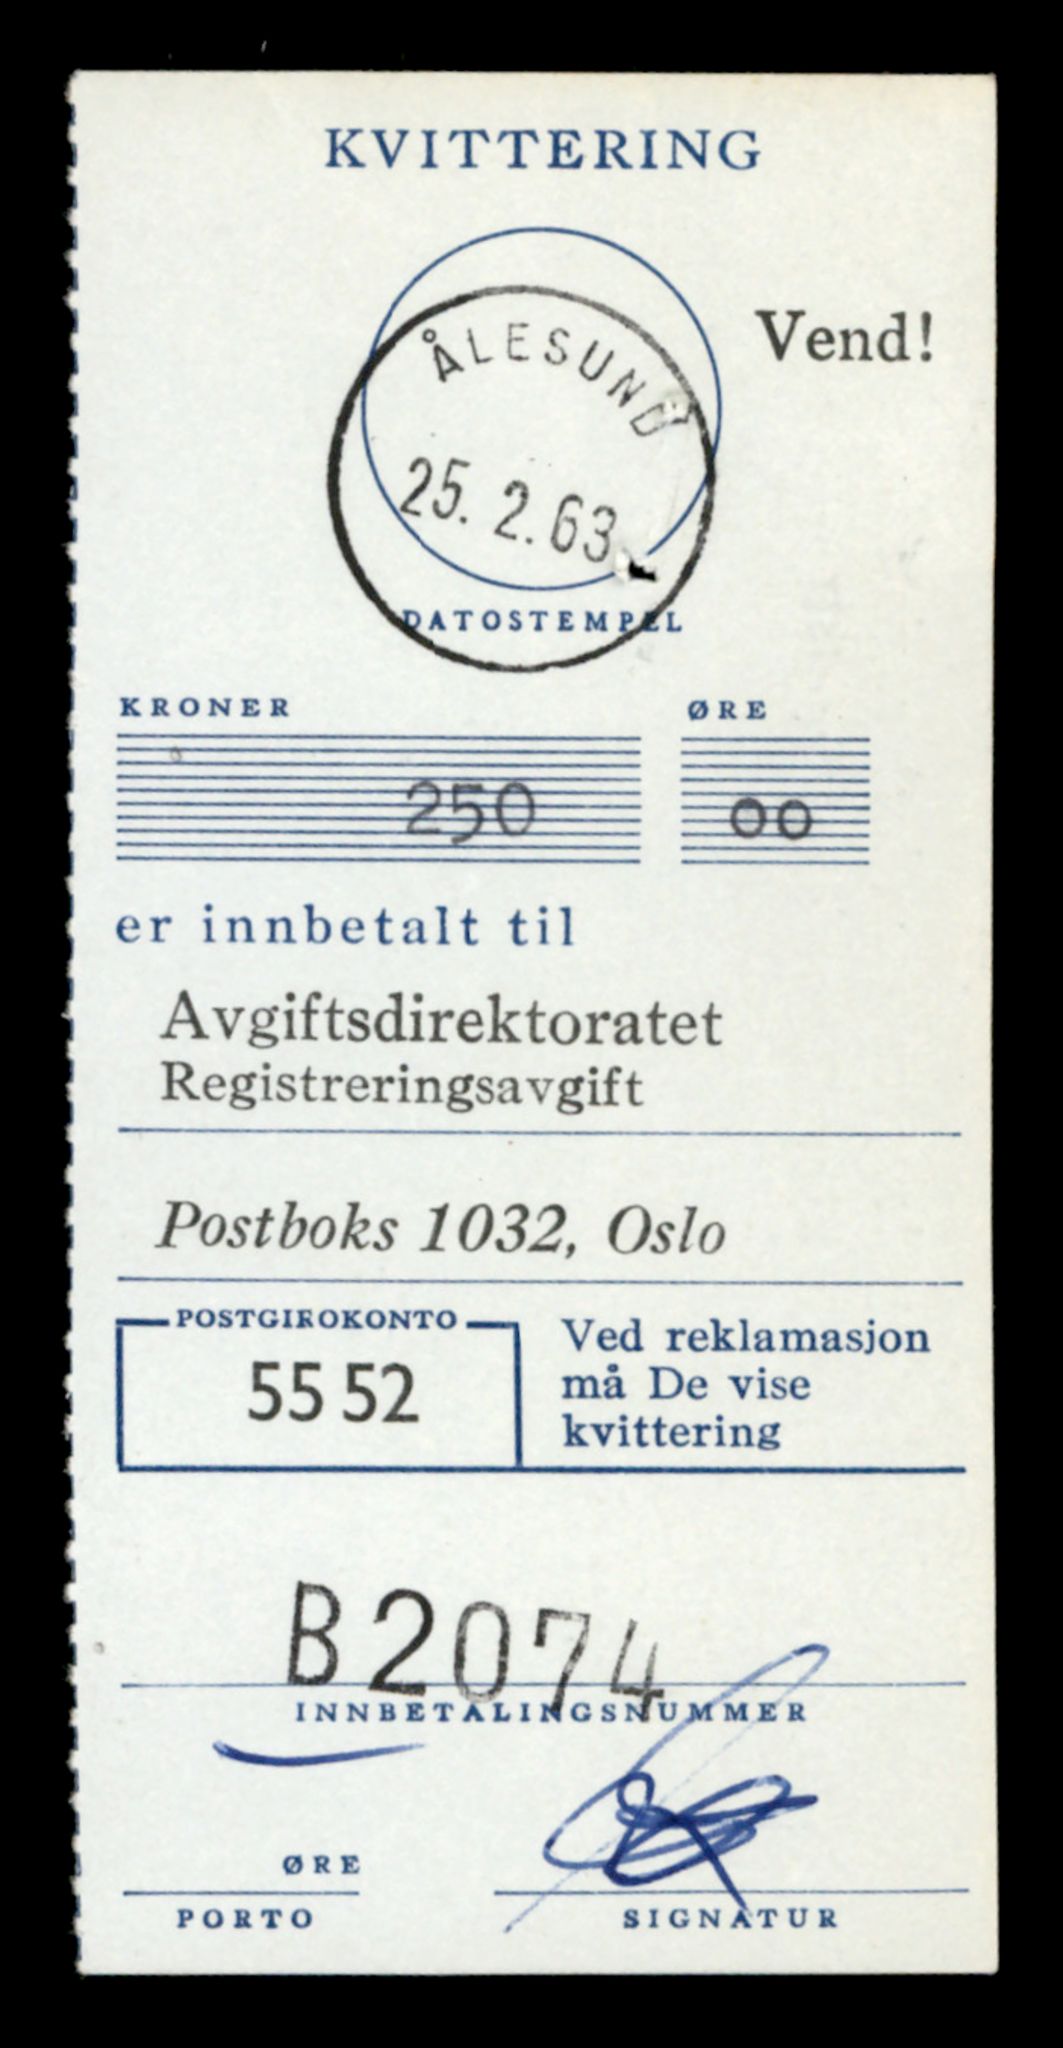 KVITTERING
Vend!
ÅLESUND
25. 2. 63
DATOSTEMPEL
KRONER ØRE
250 00
er innbetalt til
Avgiftsdirektoratet
Registreringsavgift
Postboks 1032, Oslo
POSTGIROKONTO
55 52
Ved reklamasjon
må De vise
kvittering
B2074
INNBETALINGSNUMMER
ØRE
PORTO
SIGNATUR